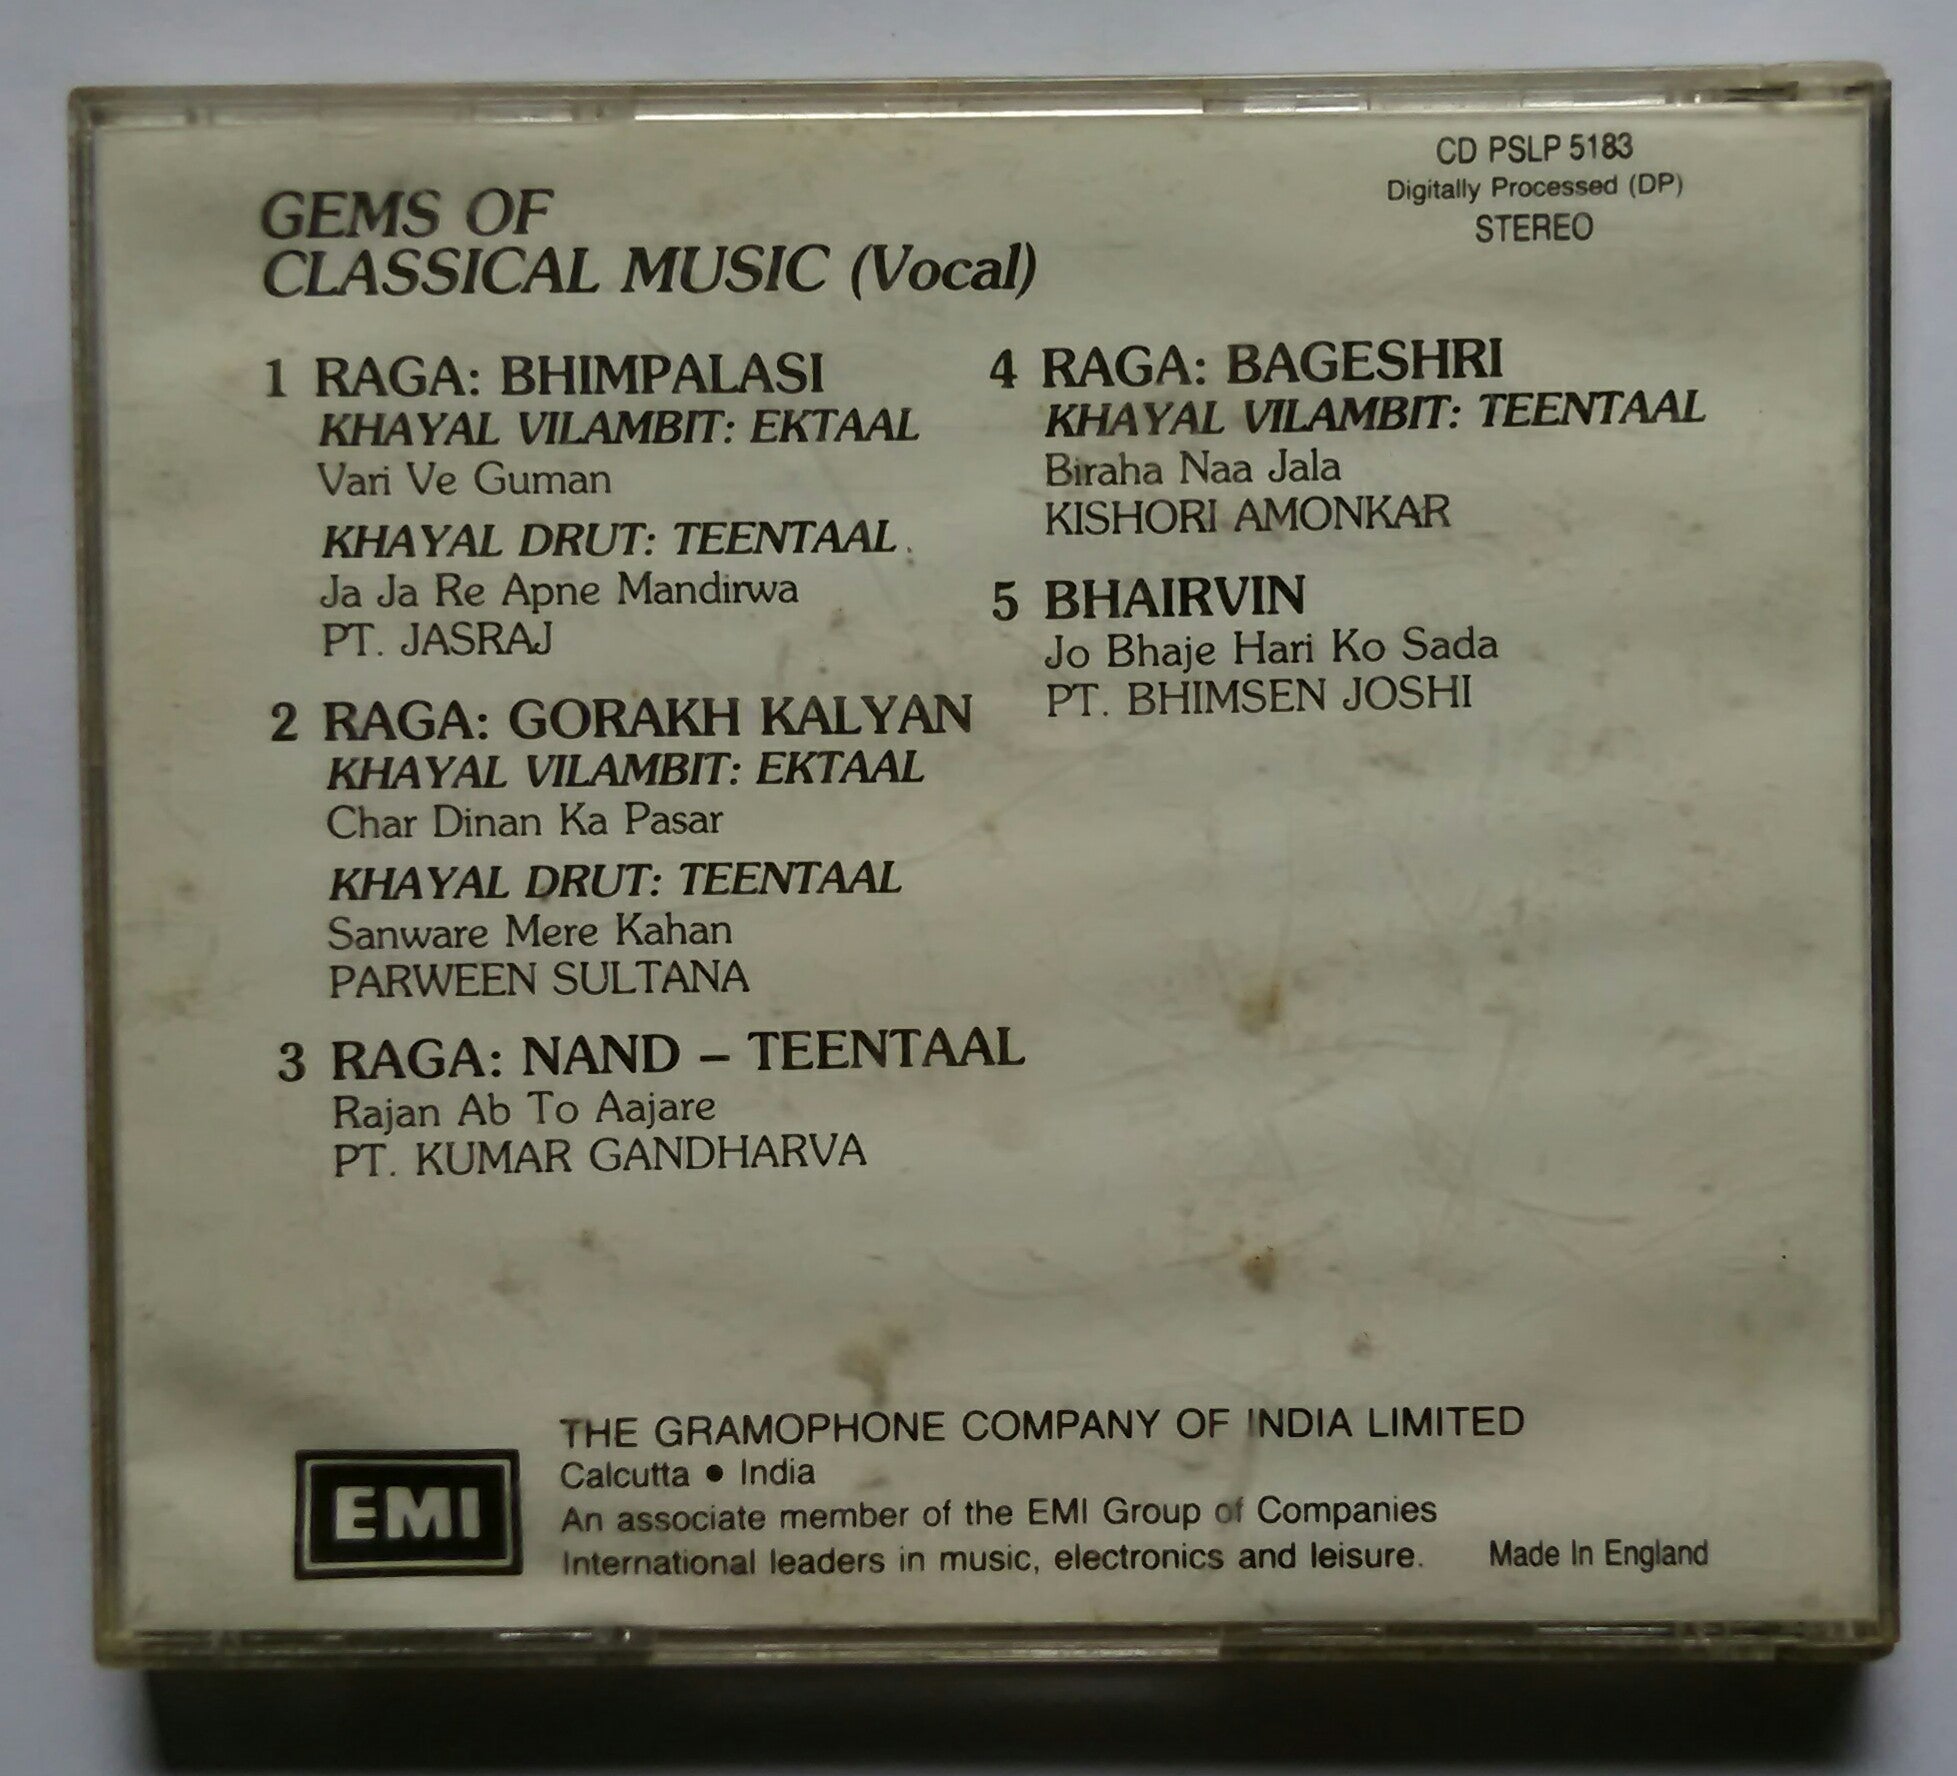 CD PSLP 5183
Digitally Processed (DP)
STEREO
GEMS OF
CLASSICAL MUSIC (Vocal)
1 RAGA: BHIMPALASI
KHAYAL VILAMBIT: EKTAAL
Vari Ve Guman
KHAYAL DRUT: TEENTAAL
Ja Ja Re Apne Mandirwa
PT. JASRAJ
2 RAGA: GORAKH KALYAN
KHAYAL VILAMBIT: EKTAAL
Char Dinan Ka Pasar
KHAYAL DRUT: TEENTAAL
Sanware Mere Kahan
PARWEEN SULTANA
3 RAGA: NAND – TEENTAAL
Rajan Ab To Aajare
PT. KUMAR GANDHARVA
4 RAGA: BAGESHRI
KHAYAL VILAMBIT: TEENTAAL
Biraha Naa Jala
KISHORI AMONKAR
5 BHAIRVIN
Jo Bhaje Hari Ko Sada
PT. BHIMSEN JOSHI
EMI
THE GRAMOPHONE COMPANY OF INDIA LIMITED
Calcutta • India
An associate member of the EMI Group of Companies
International leaders in music, electronics and leisure.
Made In England